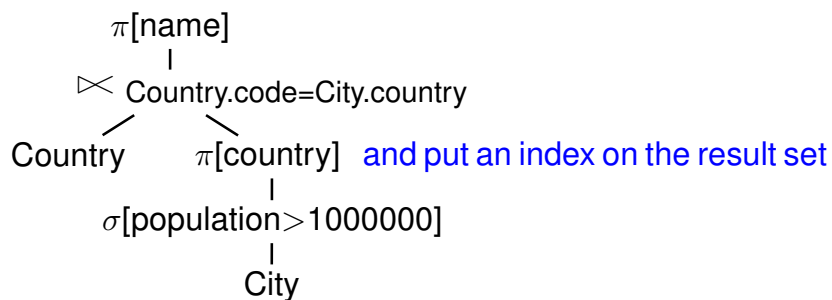 π[name]
⋉ Country.code=City.country
Country π[country] and put an index on the result set
σ[population>1000000]
City